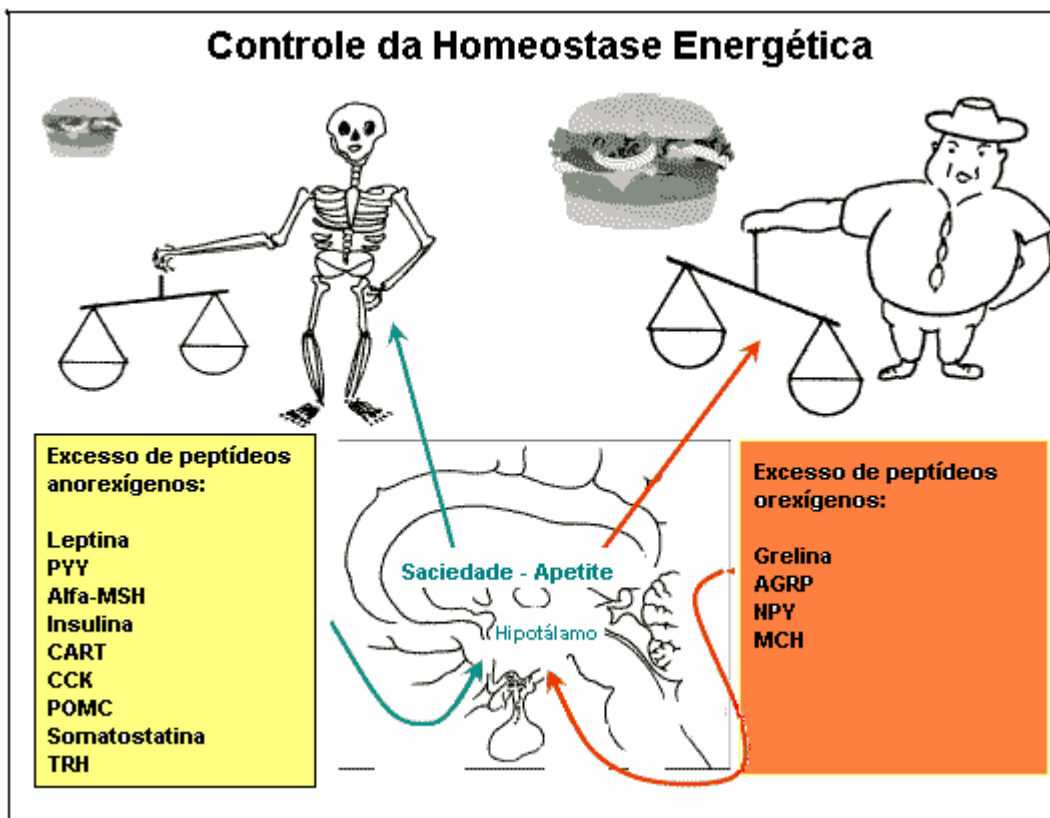 Controle da Homeostase Energética
Excesso de peptídeos
anorexígenos:
Leptina
PYY
Alfa-MSH
Insulina
CART
CCK
POMC
Somatostatina
TRH
Saciedade - Apetite
Hipotálamo
Excesso de peptídeos
orexígenos:
Grelina
AGRP
NPY
MCH